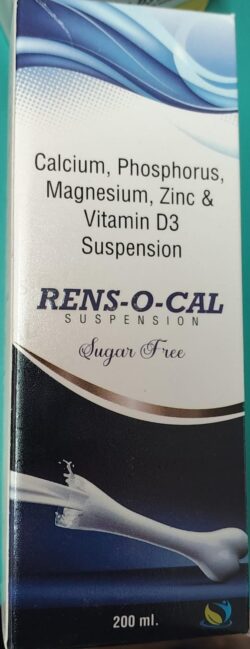 Calcium, Phosphorus,
Magnesium, Zinc &
Vitamin D3
Suspension
RENS-O-CAL
SUSPENSION
Sugar Free
200 ml.